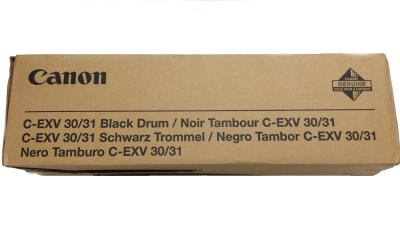 Canon
GENUINE
C-EXV 30/31 Black Drum / Noir Tambour C-EXV 30/31
C-EXV 30/31 Schwarz Trommel / Negro Tambor C-EXV 30/31
Nero Tamburo C-EXV 30/31